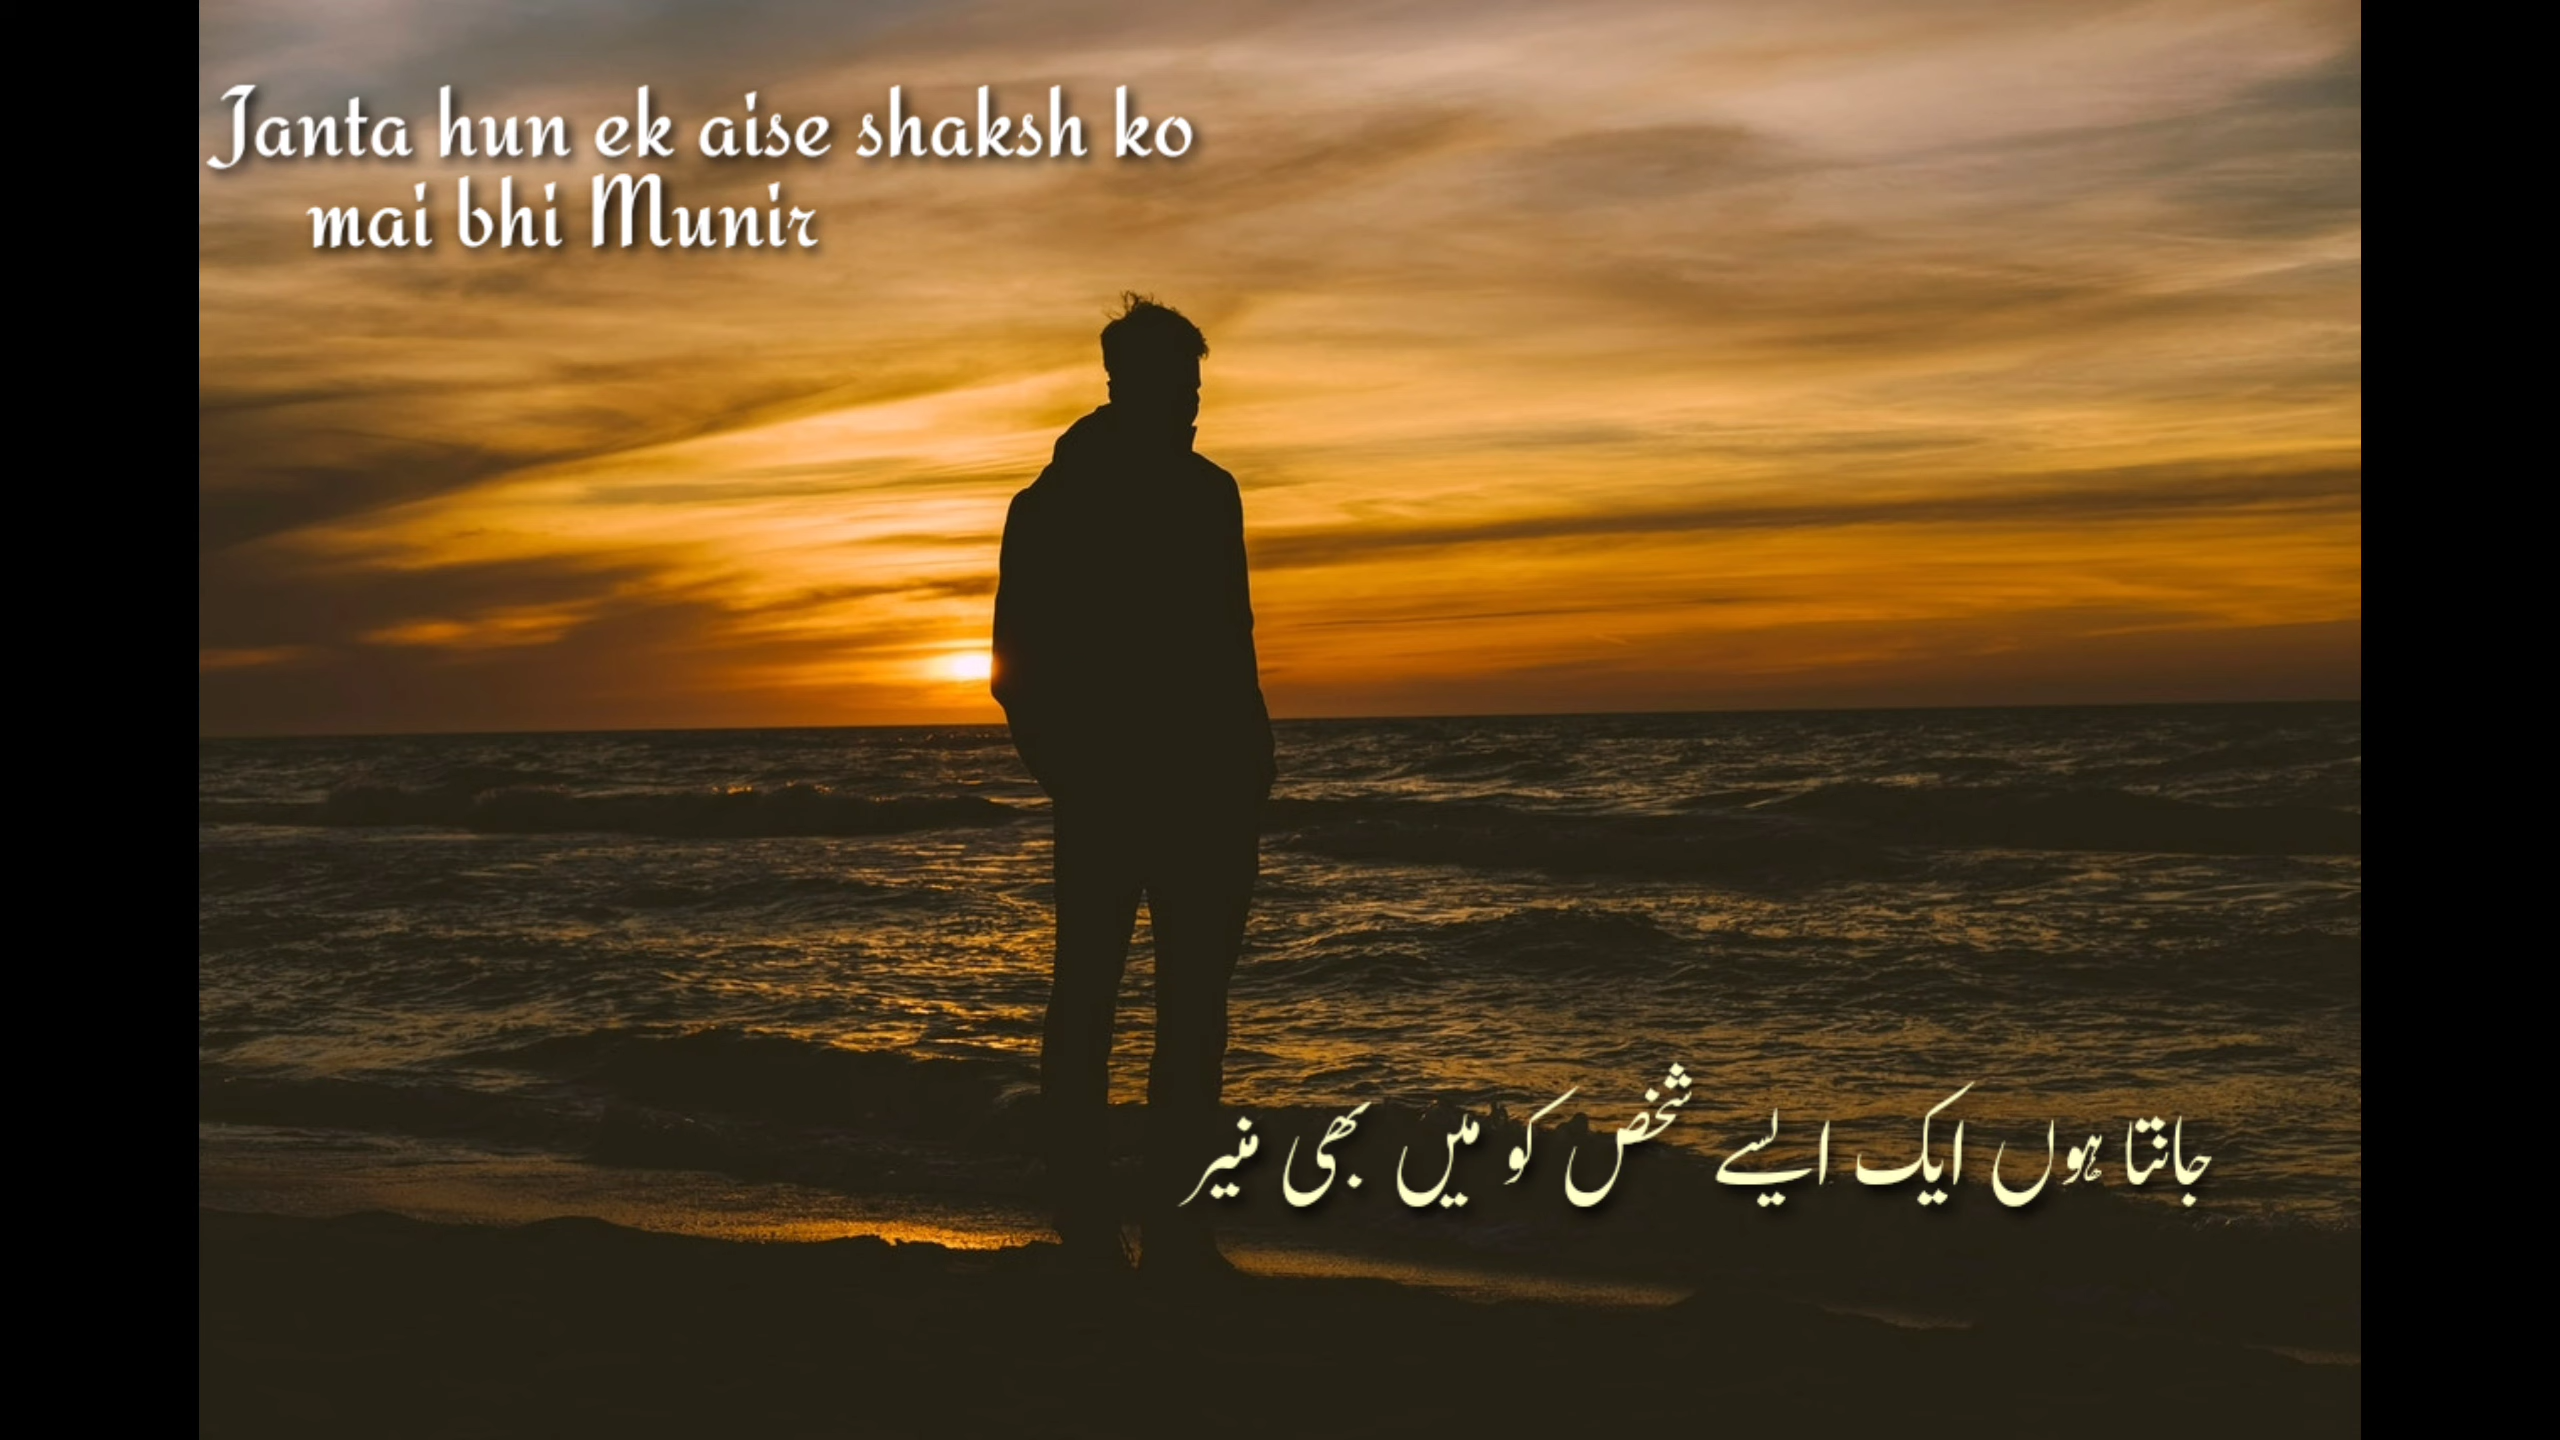 Janta hun ek aise shaksh ko
mai bhi Munir
جانتا ہوں ایک ایسے شخص کو میں بھی منیر